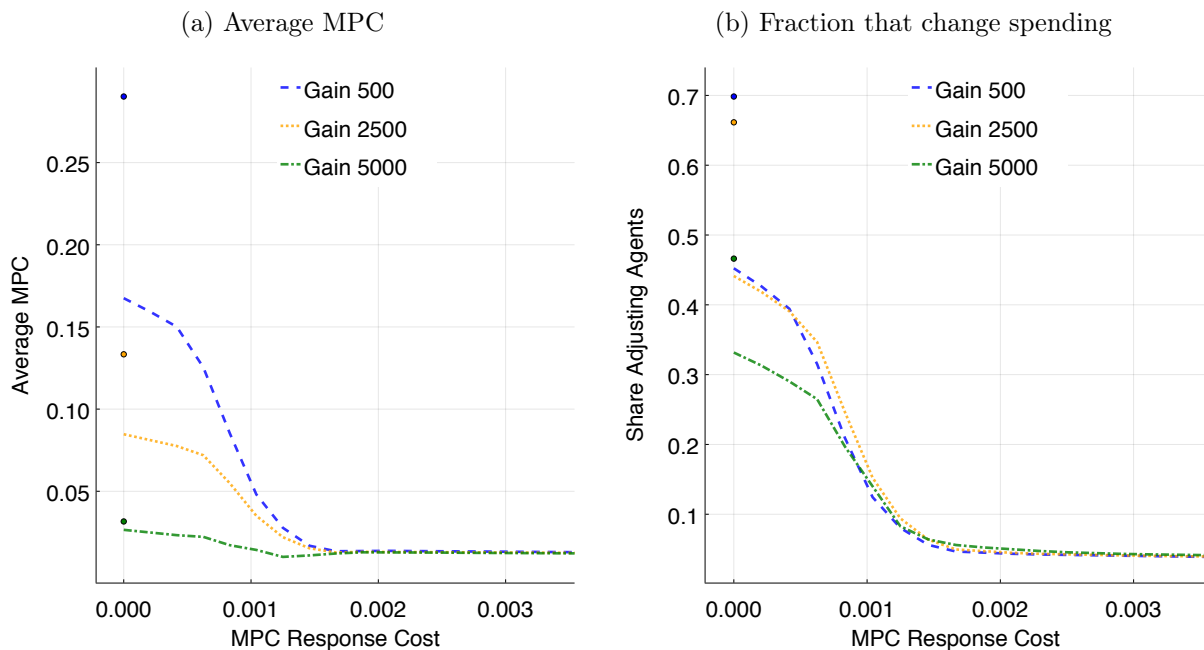 (a) Average MPC
Gain 500
Gain 2500
Gain 5000
0.25
0.20
0.15
0.10
0.05
Average MPC
0.000
0.001
0.002
0.003
MPC Response Cost
(b) Fraction that change spending
Gain 500
Gain 2500
Gain 5000
0.7
0.6
0.5
0.4
0.3
0.2
0.1
Share Adjusting Agents
0.000
0.001
0.002
0.003
MPC Response Cost